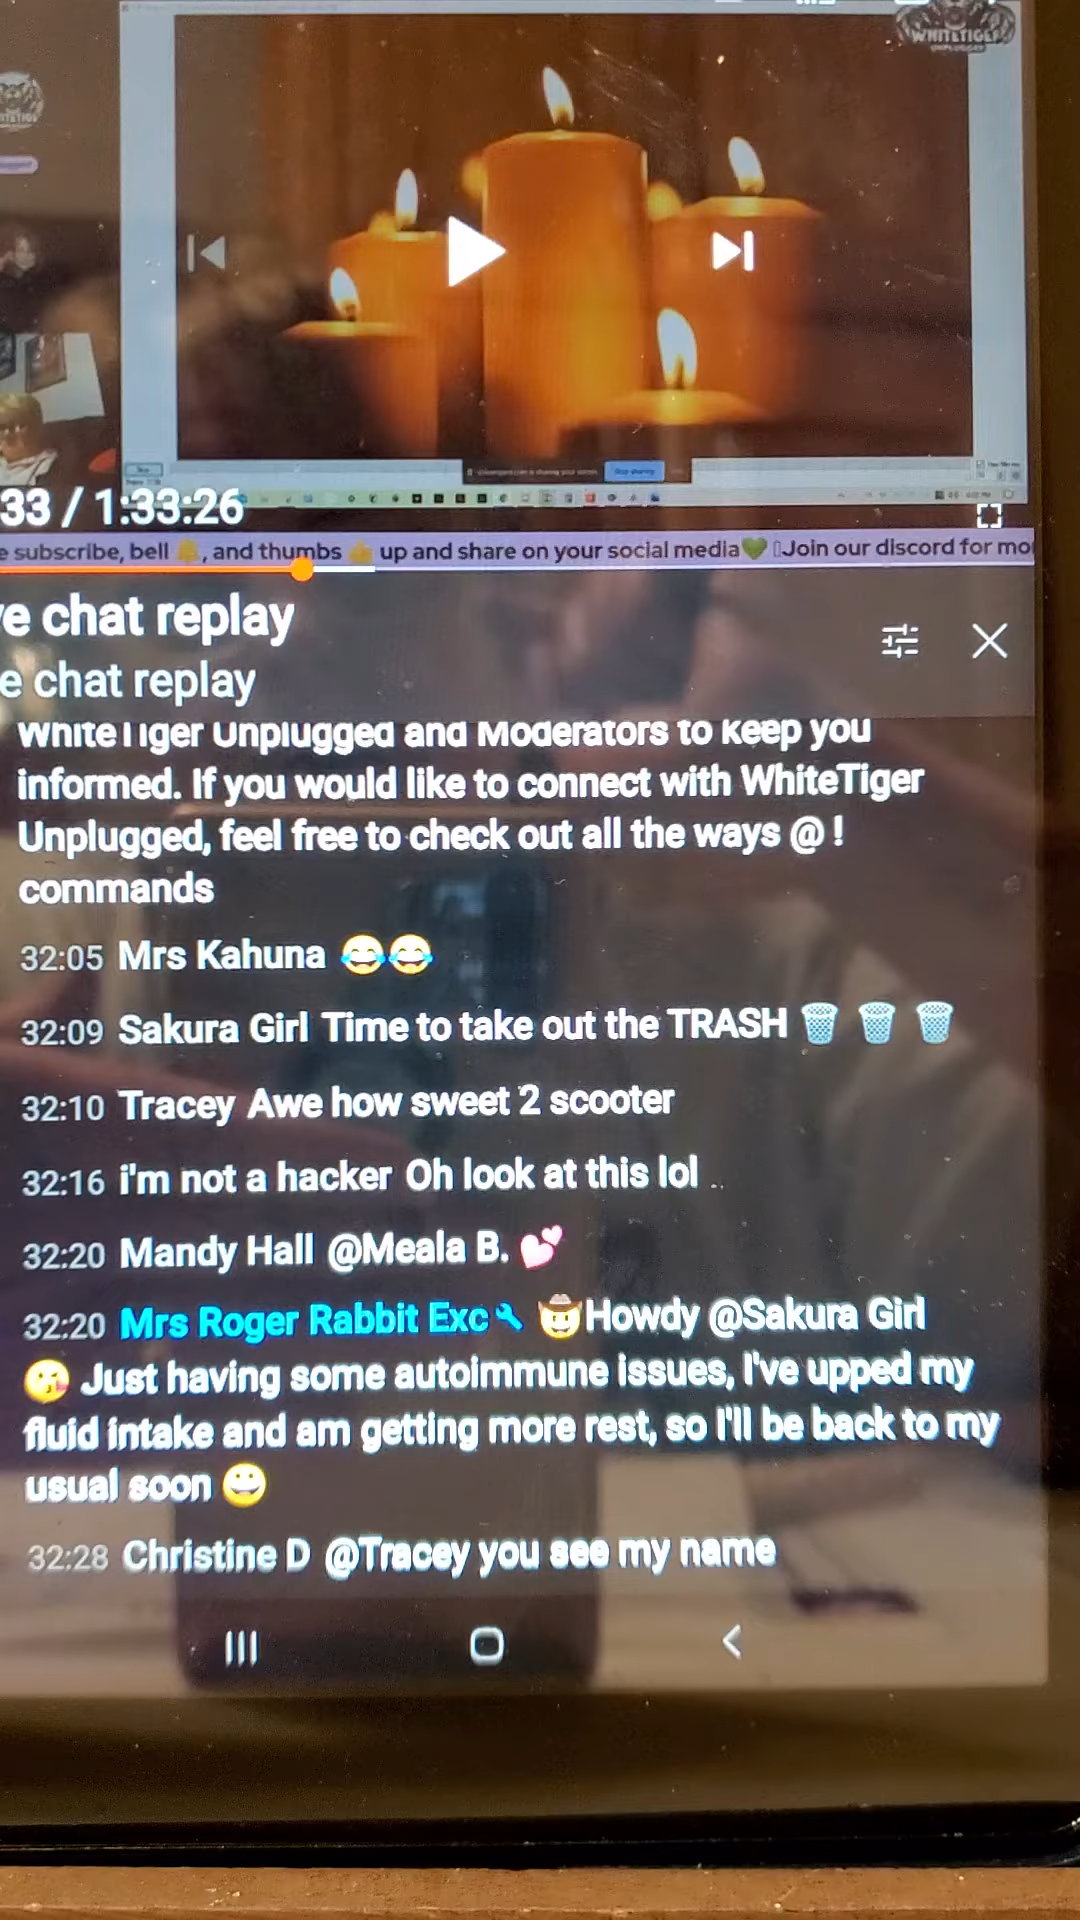 WHITETIGER
UNPLUGGED
Stop sharing
33 / 1:33:26
e subscribe, bell 🔔, and thumbs 👍 up and share on your social media💚 Join our discord for mo
e chat replay
e chat replay
WhiteTiger Unplugged and Moderators to keep you
informed. If you would like to connect with WhiteTiger
Unplugged, feel free to check out all the ways @ !
commands
32:05 Mrs Kahuna 😂😂
32:09 Sakura Girl Time to take out the TRASH 🗑 🗑 🗑
32:10 Tracey Awe how sweet 2 scooter
32:16 i'm not a hacker Oh look at this lol ..
32:20 Mandy Hall @Meala B. 💕
32:20 Mrs Roger Rabbit Exc🔧 🤠Howdy @Sakura Girl
😘 Just having some autoimmune issues, I've upped my
fluid intake and am getting more rest, so I'll be back to my
usual soon 😀
32:28 Christine D @Tracey you see my name